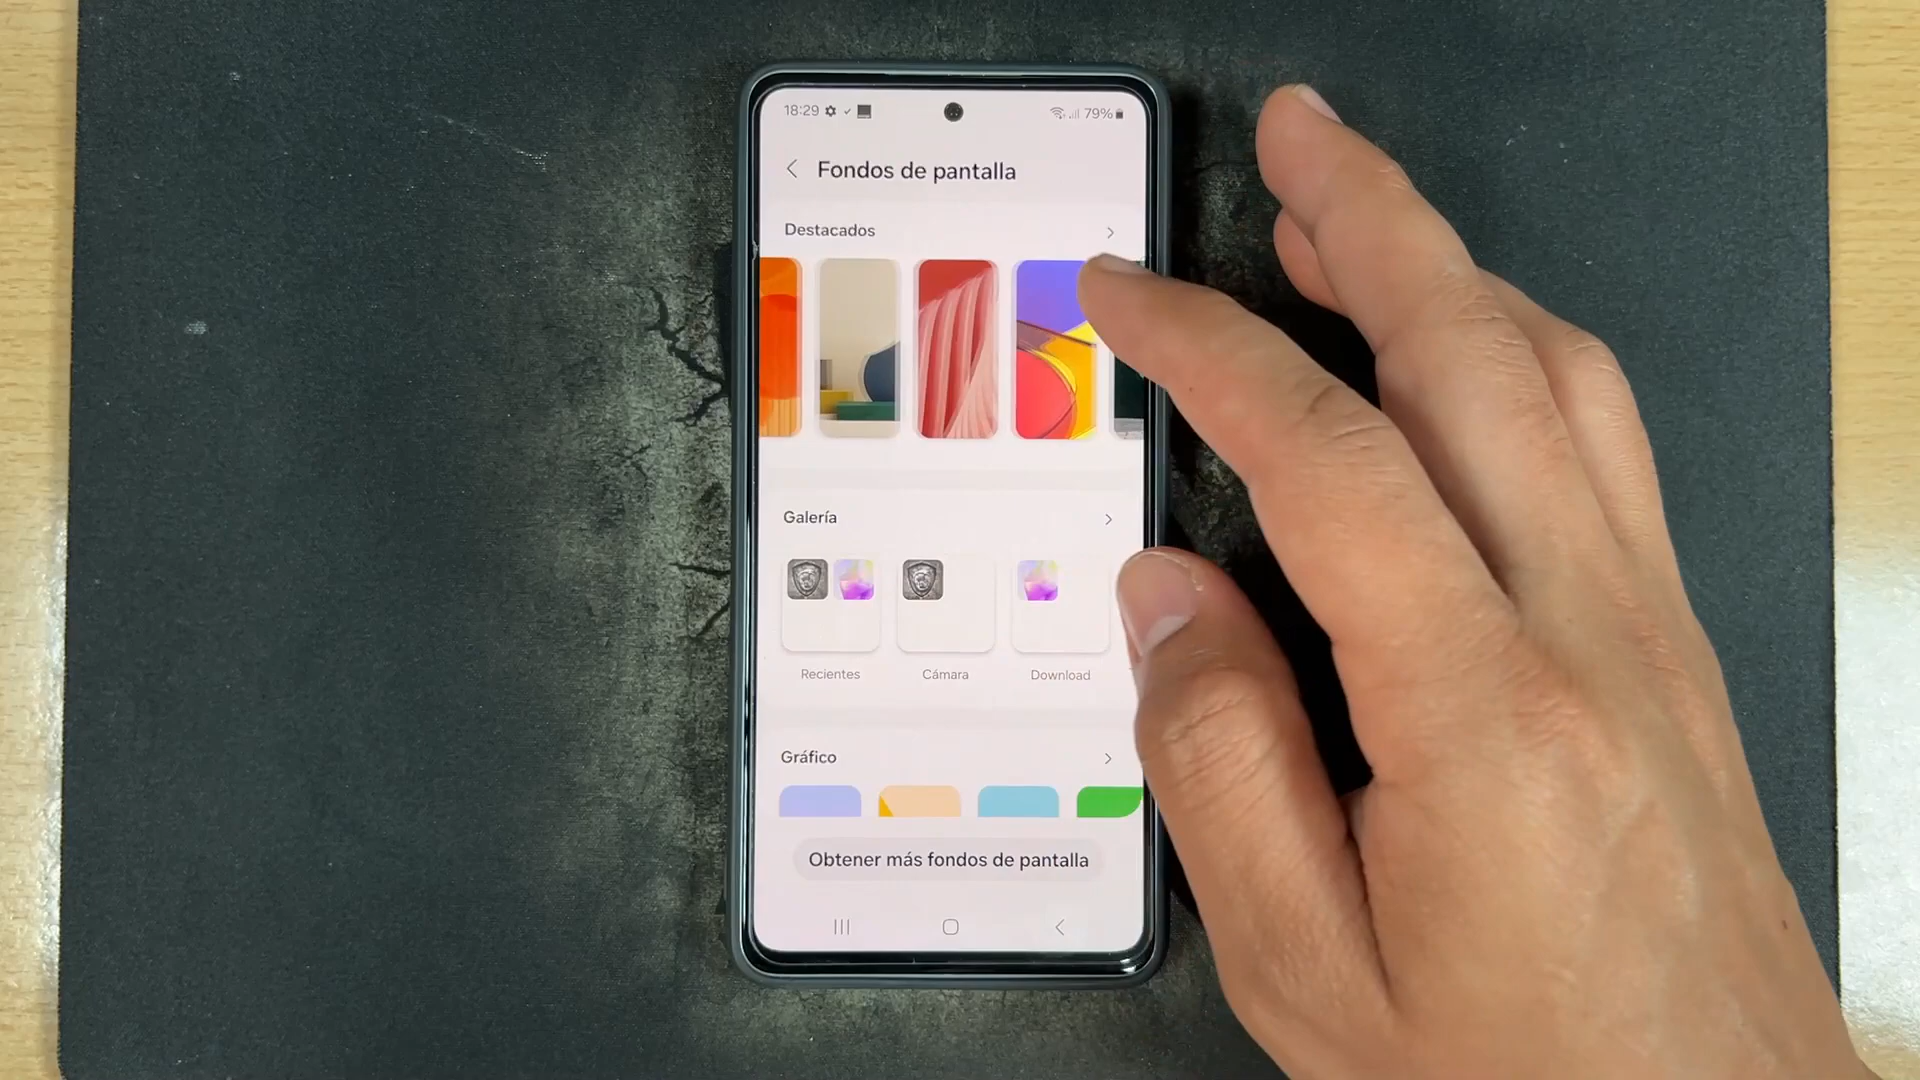 18:29
79%
Fondos de pantalla
Destacados
Galería
Recientes
Cámara
Download
Gráfico
Obtener más fondos de pantalla